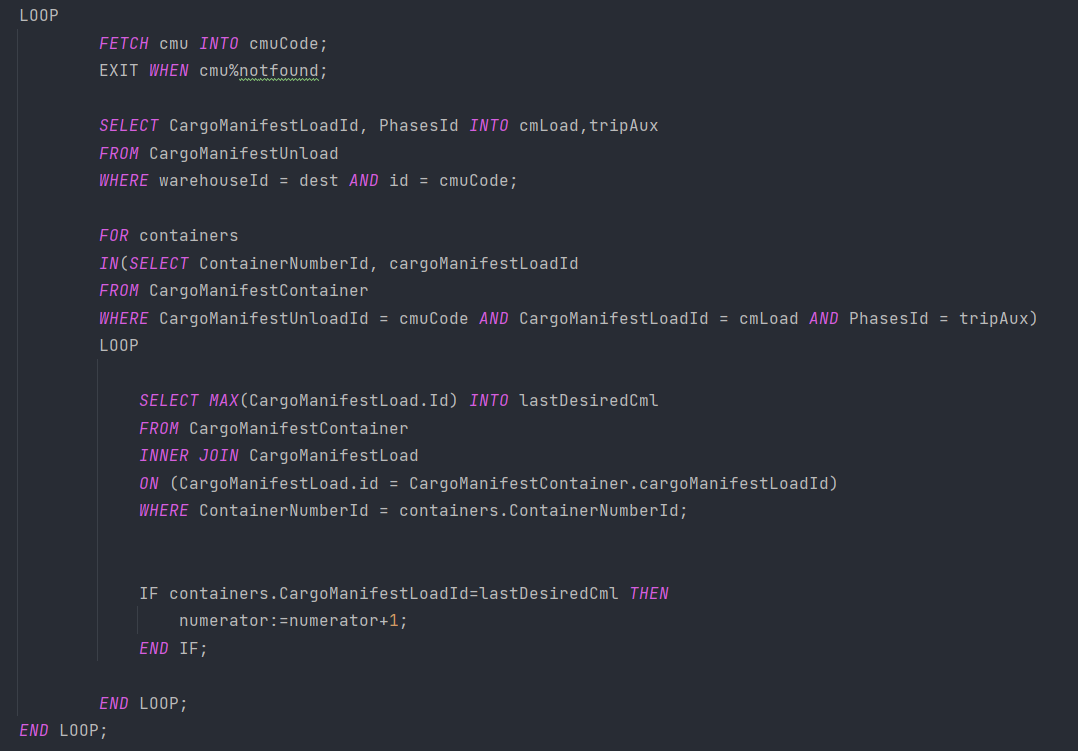 LOOP
FETCH cmu INTO cmuCode;
EXIT WHEN cmu%notfound;
SELECT CargoManifestLoadId, PhasesId INTO cmLoad,tripAux
FROM CargoManifestUnload
WHERE warehouseId = dest AND id = cmuCode;
FOR containers
IN(SELECT ContainerNumberId, cargoManifestLoadId
FROM CargoManifestContainer
WHERE CargoManifestUnloadId = cmuCode AND CargoManifestLoadId = cmLoad AND PhasesId = tripAux)
LOOP
SELECT MAX(CargoManifestLoad.Id) INTO lastDesiredCml
FROM CargoManifestContainer
INNER JOIN CargoManifestLoad
ON (CargoManifestLoad.id = CargoManifestContainer.cargoManifestLoadId)
WHERE ContainerNumberId = containers.ContainerNumberId;
IF containers.CargoManifestLoadId=lastDesiredCml THEN
numerator:=numerator+1;
END IF;
END LOOP;
END LOOP;